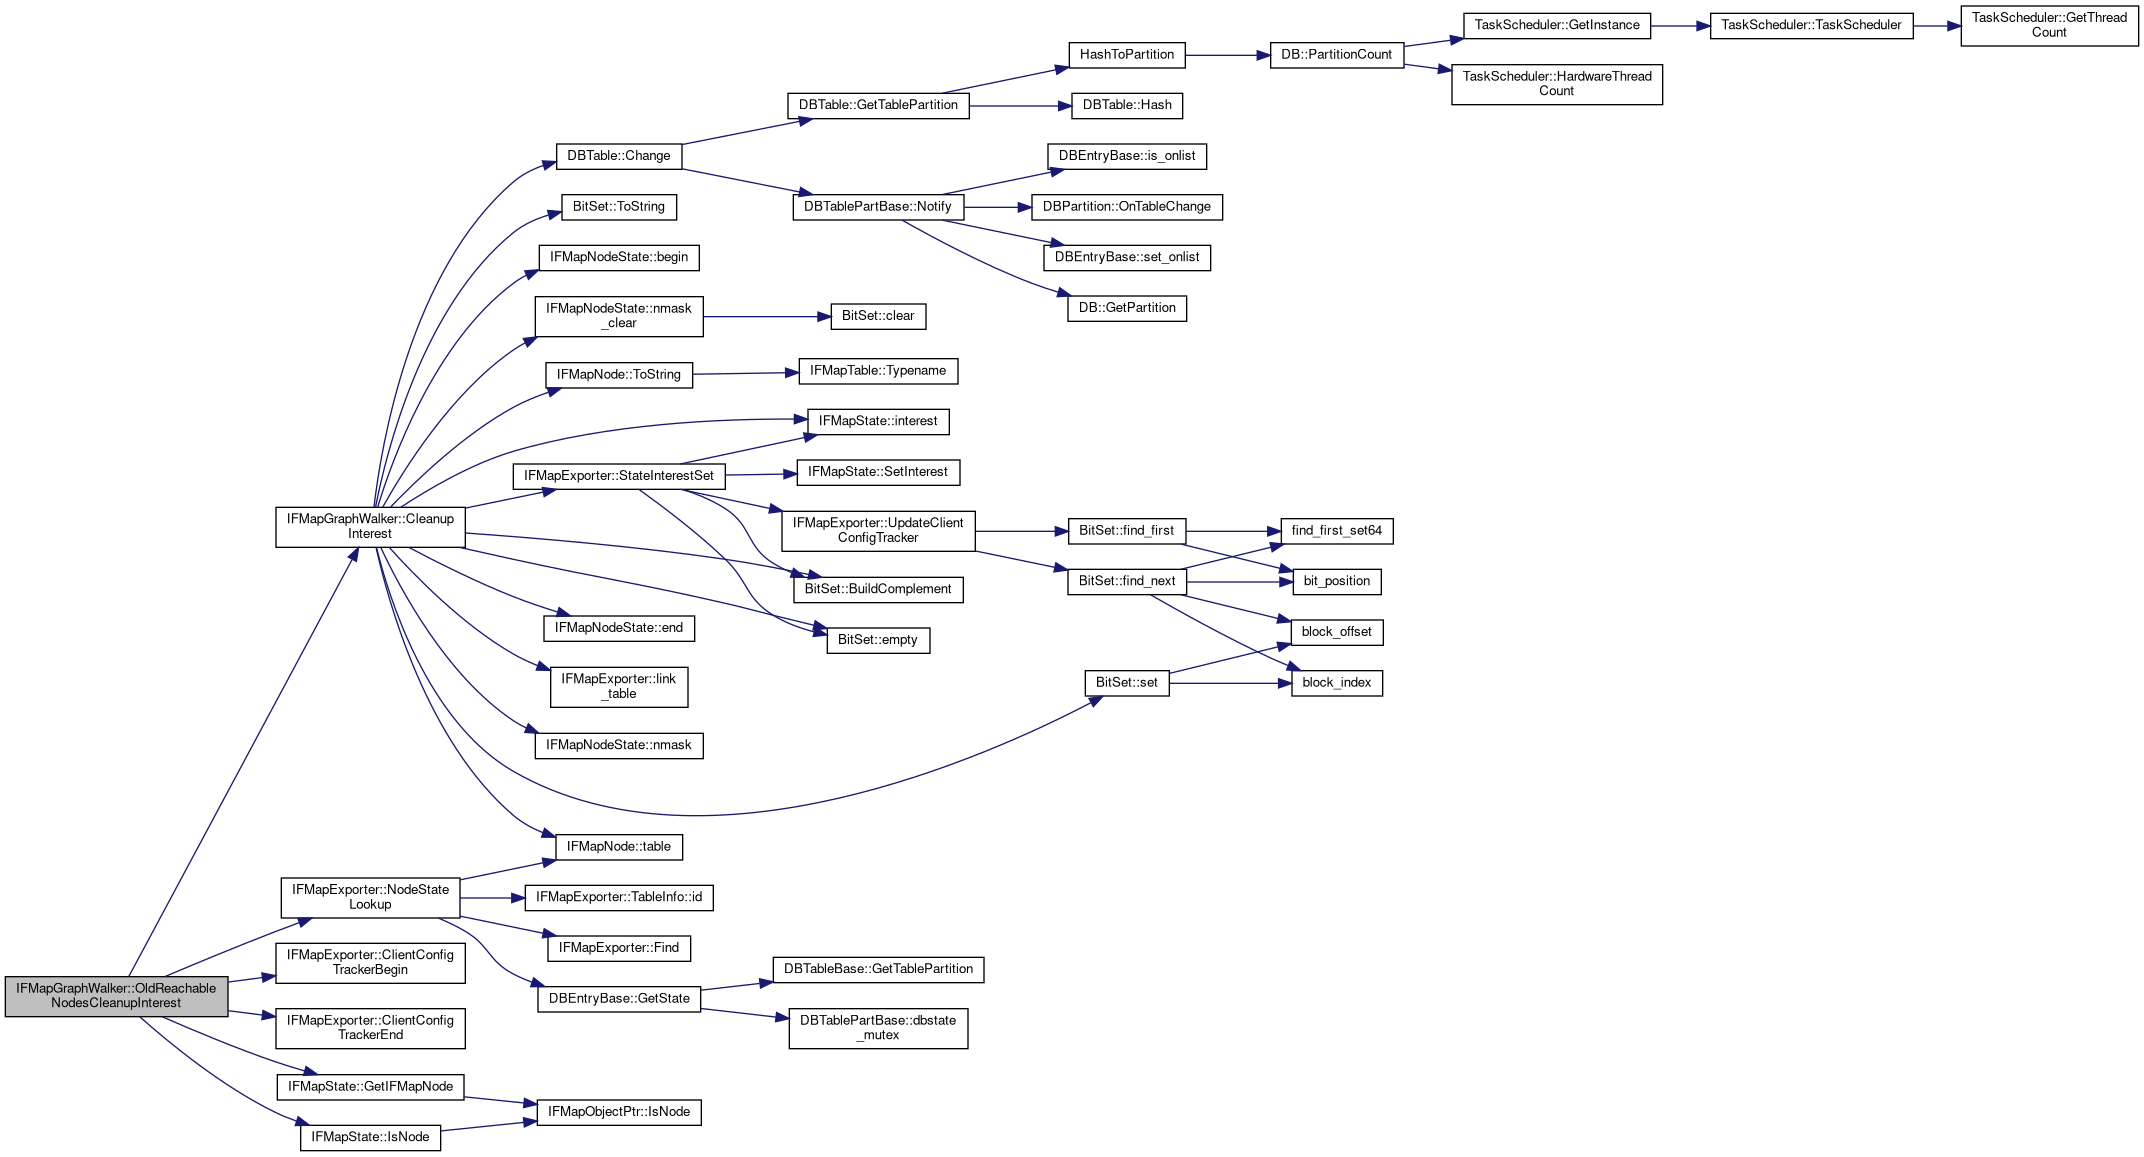 TaskScheduler::GetInstance
TaskScheduler::TaskScheduler
TaskScheduler::GetThread
Count
HashToPartition
DB::PartitionCount
TaskScheduler::HardwareThread
Count
DBTable::GetTablePartition
DBTable::Hash
DBTable::Change
DBEntryBase::is_onlist
BitSet::ToString
DBTablePartBase::Notify
DBPartition::OnTableChange
IFMapNodeState::begin
DBEntryBase::set_onlist
IFMapNodeState::nmask
_clear
BitSet::clear
DB::GetPartition
IFMapNode::ToString
IFMapTable::Typename
IFMapState::interest
IFMapExporter::StateInterestSet
IFMapState::SetInterest
IFMapGraphWalker::Cleanup
Interest
IFMapExporter::UpdateClient
ConfigTracker
BitSet::find_first
find_first_set64
BitSet::BuildComplement
BitSet::find_next
bit_position
IFMapNodeState::end
BitSet::empty
block_offset
IFMapExporter::link
_table
BitSet::set
block_index
IFMapNodeState::nmask
IFMapNode::table
IFMapExporter::NodeState
Lookup
IFMapExporter::TableInfo::id
IFMapExporter::Find
IFMapExporter::ClientConfig
TrackerBegin
DBTableBase::GetTablePartition
IFMapGraphWalker::OldReachable
NodesCleanupInterest
DBEntryBase::GetState
IFMapExporter::ClientConfig
TrackerEnd
DBTablePartBase::dbstate
_mutex
IFMapState::GetIFMapNode
IFMapObjectPtr::IsNode
IFMapState::IsNode